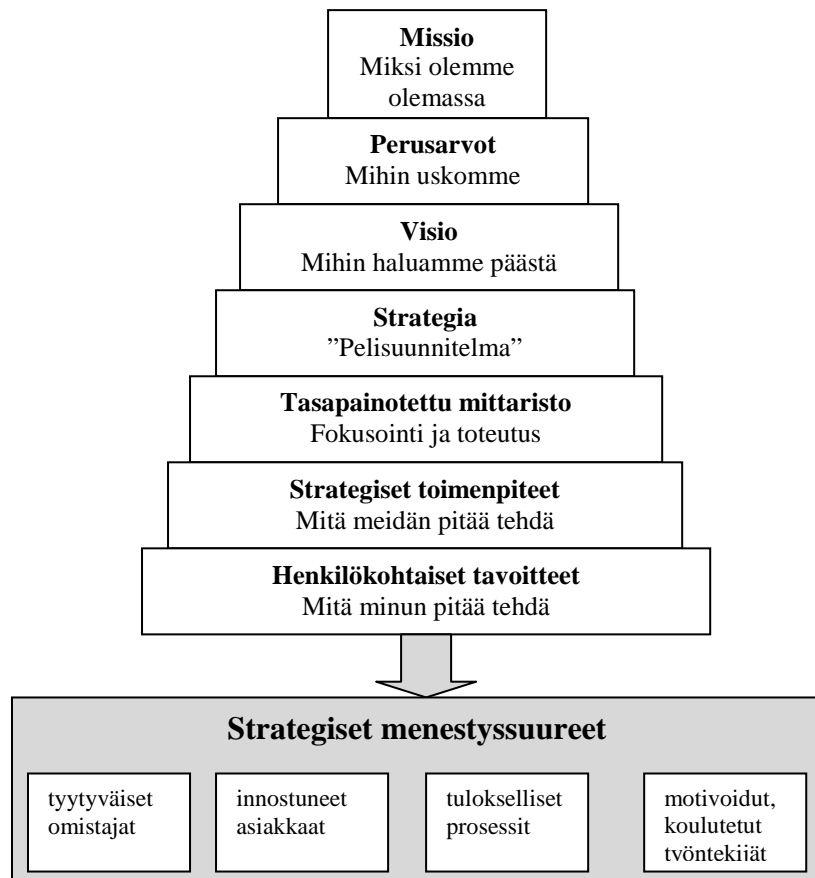 Missio
Miksi olemme
olemassa
Perusarvot
Mihin uskomme
Visio
Mihin haluamme päästä
Strategia
”Pelisuunnitelma”
Tasapainotettu mittaristo
Fokusointi ja toteutus
Strategiset toimenpiteet
Mitä meidän pitää tehdä
Henkilökohtaiset tavoitteet
Mitä minun pitää tehdä
Strategiset menestyssuureet
tyytyväiset
omistajat
innostuneet
asiakkaat
tulokselliset
prosessit
motivoidut,
koulutetut
työntekijät